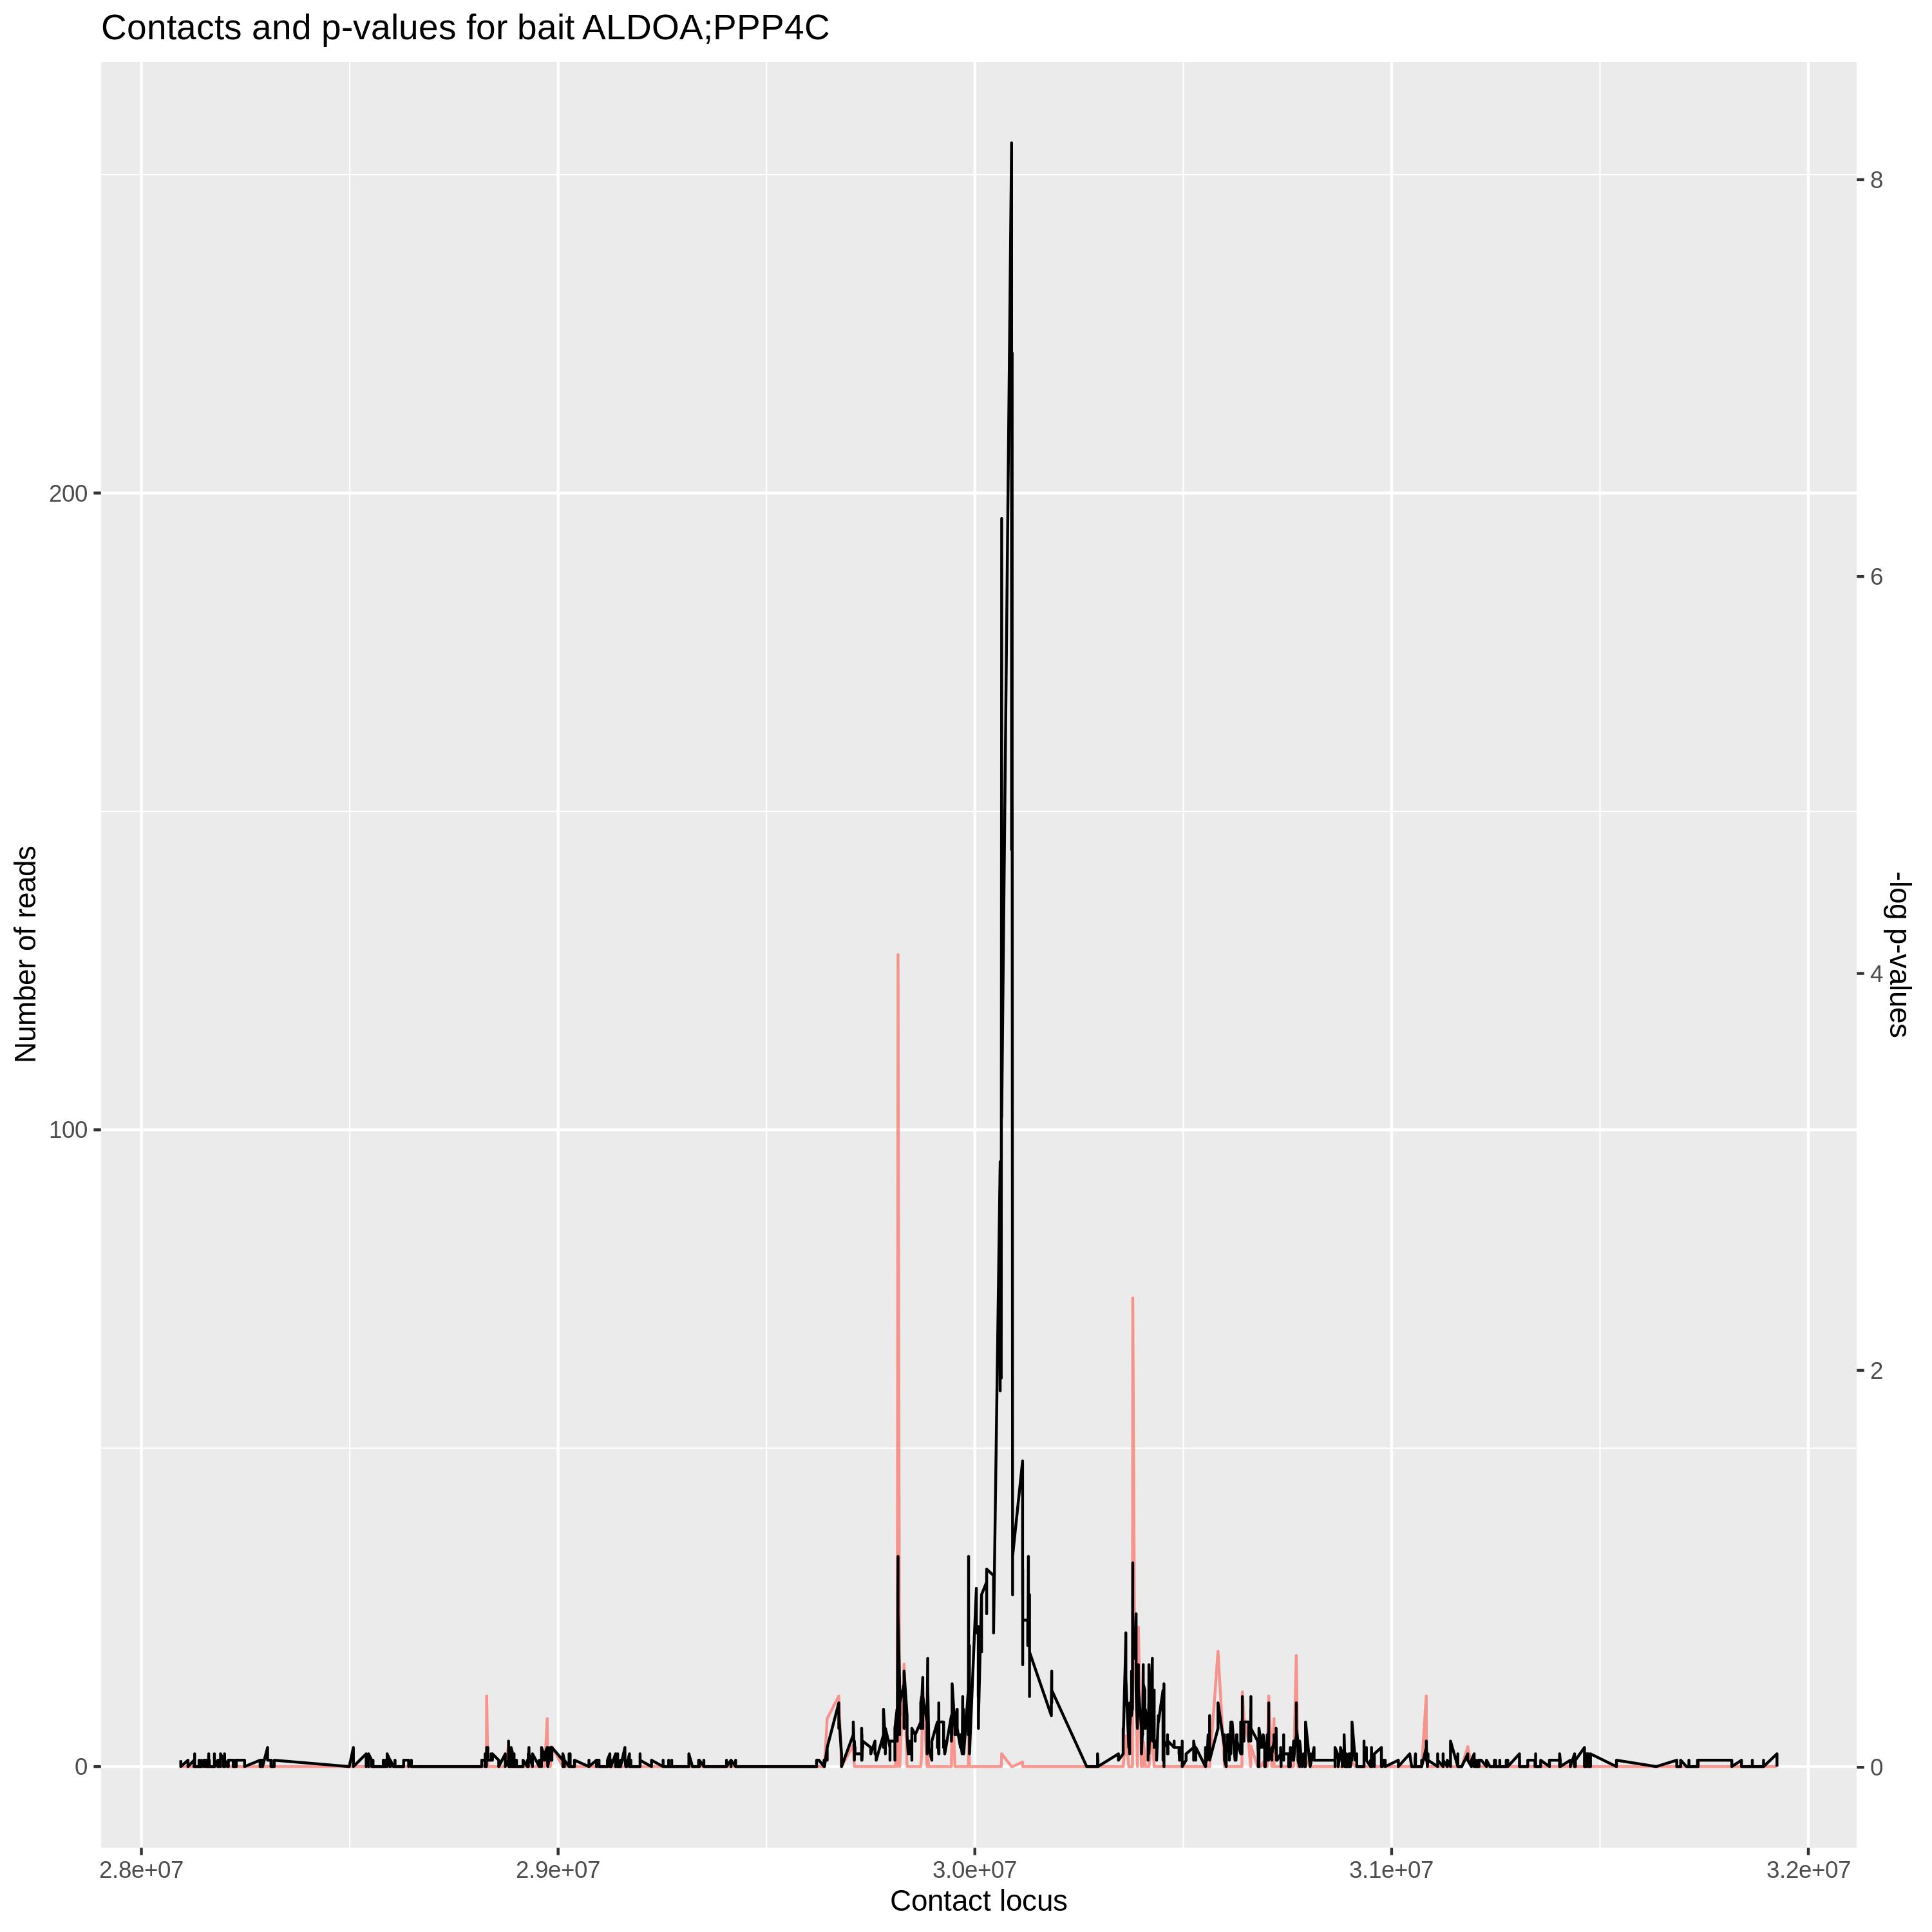 Contacts and p-values for bait ALDOA;PPP4C
Number of reads
200
100
0
8
6
4
2
0
-log p-values
2.8e+07
2.9e+07
3.0e+07
3.1e+07
3.2e+07
Contact locus